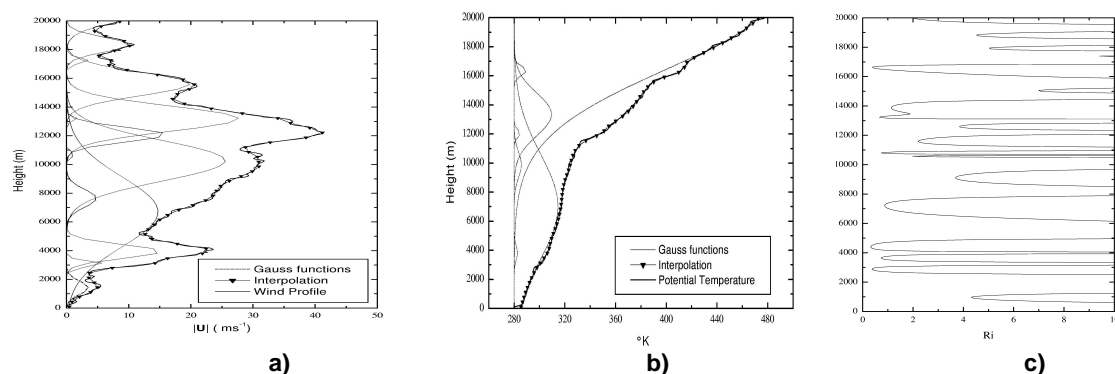 20000
18000
16000
14000
12000
10000
8000
6000
4000
2000
0
Height (m)
0 10 20 30 40 50
|U| ( ms⁻¹)
Gauss functions
Interpolation
Wind Profile
a)
20000
18000
16000
14000
12000
10000
8000
6000
4000
2000
0
Height (m)
280 320 360 400 440 480
°K
Gauss functions
Interpolation
Potential Temperature
b)
20000
18000
16000
14000
12000
10000
8000
6000
4000
2000
0
0 2 4 6 8 10
Ri
c)